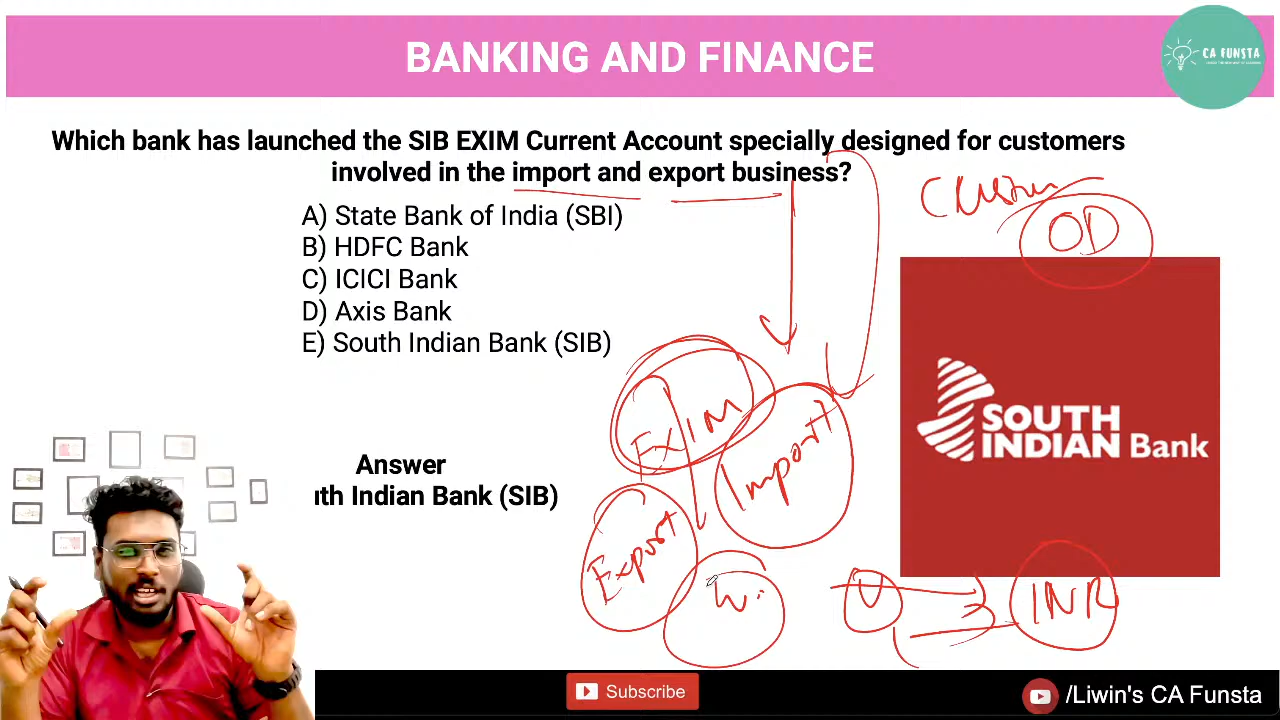 BANKING AND FINANCE
CA FUNSTA
Which bank has launched the SIB EXIM Current Account specially designed for customers
involved in the import and export business?
A) State Bank of India (SBI)
B) HDFC Bank
C) ICICI Bank
D) Axis Bank
E) South Indian Bank (SIB)
OD
SOUTH
INDIAN Bank
EXIM
Import
Export
Answer
uth Indian Bank (SIB)
INR
Subscribe
/Liwin's CA Funsta